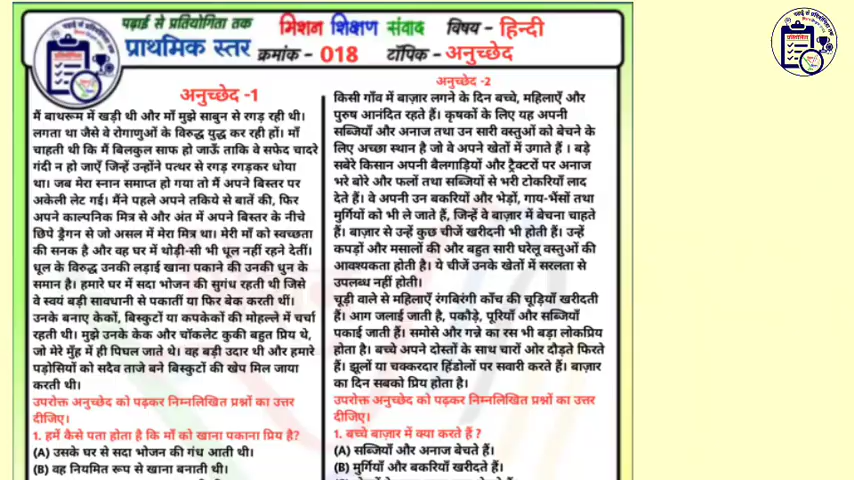 पढ़ाई से प्रतियोगिता तक
मिशन शिक्षण संवाद
विषय - हिन्दी
प्राथमिक स्तर
क्रमांक - 018
टॉपिक - अनुच्छेद
अनुच्छेद -1
मैं बाथरूम में खड़ी थी और माँ मुझे साबुन से रगड़ रही थी।
लगता था जैसे वे रोगाणुओं के विरुद्ध युद्ध कर रही हों। माँ
चाहती थी कि मैं बिलकुल साफ हो जाऊँ ताकि वे सफेद चादरे
गंदी न हो जाएँ जिन्हें उन्होंने पत्थर से रगड़ रगड़कर धोया
था। जब मेरा स्नान समाप्त हो गया तो मैं अपने बिस्तर पर
अकेली लेट गई। मैंने पहले अपने तकिये से बातें की, फिर
अपने काल्पनिक मित्र से और अंत में अपने बिस्तर के नीचे
छिपे ड्रैगन से जो असल में मेरा मित्र था। मेरी माँ को स्वच्छता
की सनक है और वह घर में थोड़ी-सी भी धूल नहीं रहने देतीं।
धूल के विरुद्ध उनकी लड़ाई खाना पकाने की उनकी धुन के
समान है। हमारे घर में सदा भोजन की सुगंध रहती थी जिसे
वे स्वयं बड़ी सावधानी से पकातीं या फिर बेक करती थीं।
उनके बनाए केकों, बिस्कुटों या कपकेकों की मोहल्ले में चर्चा
रहती थी। मुझे उनके केक और चॉकलेट कुकी बहुत प्रिय थे,
जो मेरे मुँह में ही पिघल जाते थे। वह बड़ी उदार थी और हमारे
पड़ोसियों को सदैव ताजे बने बिस्कुटों की खेप मिल जाया
करती थी।
उपरोक्त अनुच्छेद को पढ़कर निम्नलिखित प्रश्नों का उत्तर
दीजिए।
1. हमें कैसे पता होता है कि माँ को खाना पकाना प्रिय है?
(A) उसके घर से सदा भोजन की गंध आती थी।
(B) वह नियमित रूप से खाना बनाती थी।
अनुच्छेद -2
किसी गाँव में बाज़ार लगने के दिन बच्चे, महिलाएँ और
पुरुष आनंदित रहते हैं। कृषकों के लिए यह अपनी
सब्जियों और अनाज तथा उन सारी वस्तुओं को बेचने के
लिए अच्छा स्थान है जो वे अपने खेतों में उगाते हैं । बड़े
सबेरे किसान अपनी बैलगाड़ियों और ट्रैक्टरों पर अनाज
भरे बोरे और फलों तथा सब्जियों से भरी टोकरियाँ लाद
देते हैं। वे अपनी उन बकरियों और भेड़ों, गाय-भैंसों तथा
मुर्गियों को भी ले जाते हैं, जिन्हें वे बाज़ार में बेचना चाहते
हैं। बाज़ार से उन्हें कुछ चीजें खरीदनी भी होती हैं। उन्हें
कपड़ों और मसालों की और बहुत सारी घरेलू वस्तुओं की
आवश्यकता होती है। ये चीजें उनके खेतों में सरलता से
उपलब्ध नहीं होती।
चूड़ी वाले से महिलाएँ रंगबिरंगी काँच की चूड़ियाँ खरीदती
हैं। आग जलाई जाती है, पकौड़े, पूरियाँ और सब्जियाँ
पकाई जाती हैं। समोसे और गन्ने का रस भी बड़ा लोकप्रिय
होता है। बच्चे अपने दोस्तों के साथ चारों ओर दौड़ते फिरते
हैं। झूलों या चक्करदार हिंडोलों पर सवारी करते हैं। बाज़ार
का दिन सबको प्रिय होता है।
उपरोक्त अनुच्छेद को पढ़कर निम्नलिखित प्रश्नों का उत्तर
दीजिए।
1. बच्चे बाज़ार में क्या करते हैं ?
(A) सब्जियाँ और अनाज बेचते हैं।
(B) मुर्गियाँ और बकरियाँ खरीदते हैं।